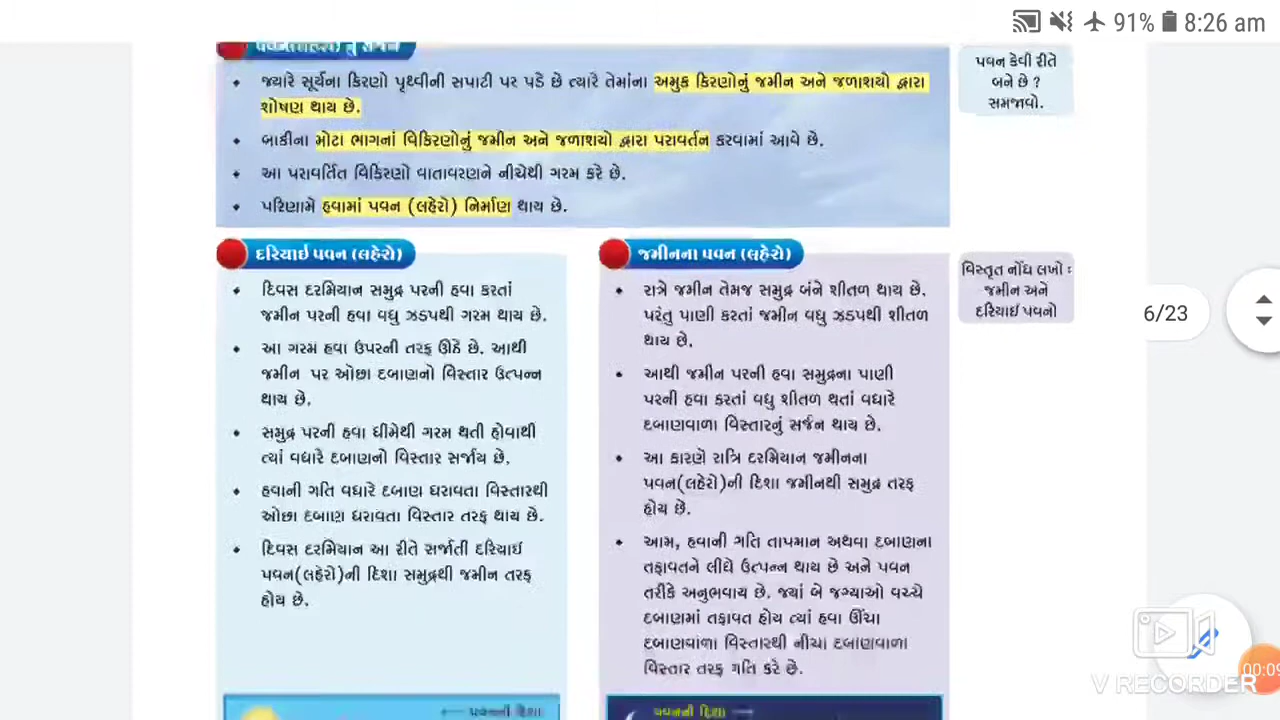 91% 8:26 am
જ્યારે સૂર્યના કિરણો પૃથ્વીની સપાટી પર પડે છે ત્યારે તેમાંના અમુક કિરણોનું જમીન અને જળાશયો દ્વારા
શોષણ થાય છે.
બાકીના મોટા ભાગનાં વિકિરણોનું જમીન અને જળાશયો દ્વારા પરાવર્તન કરવામાં આવે છે.
આ પરાવર્તિત વિકિરણો વાતાવરણને નીચેથી ગરમ કરે છે.
પરિણામે હવામાં પવન (લહેરો) નિર્માણ થાય છે.
પવન કેવી રીતે
બને છે ?
સમજાવો.
દરિયાઈ પવન (લહેરો)
દિવસ દરમિયાન સમુદ્ર પરની હવા કરતાં
જમીન પરની હવા વધુ ઝડપથી ગરમ થાય છે.
આ ગરમ હવા ઉપરની તરફ ઊઠે છે. આથી
જમીન પર ઓછા દબાણનો વિસ્તાર ઉત્પન્ન
થાય છે.
સમુદ્ર પરની હવા ધીમેથી ગરમ થતી હોવાથી
ત્યાં વધારે દબાણનો વિસ્તાર સર્જાય છે.
હવાની ગતિ વધારે દબાણ ધરાવતા વિસ્તારથી
ઓછા દબાણ ધરાવતા વિસ્તાર તરફ થાય છે.
દિવસ દરમિયાન આ રીતે સર્જાતી દરિયાઈ
પવન(લહેરો)ની દિશા સમુદ્રથી જમીન તરફ
હોય છે.
પવનની દિશા
જમીનના પવન (લહેરો)
રાત્રે જમીન તેમજ સમુદ્ર બંને શીતળ થાય છે.
પરંતુ પાણી કરતાં જમીન વધુ ઝડપથી શીતળ
થાય છે.
આથી જમીન પરની હવા સમુદ્રના પાણી
પરની હવા કરતાં વધુ શીતળ થતાં વધારે
દબાણવાળા વિસ્તારનું સર્જન થાય છે.
આ કારણે રાત્રિ દરમિયાન જમીનના
પવન(લહેરો)ની દિશા જમીનથી સમુદ્ર તરફ
હોય છે.
આમ, હવાની ગતિ તાપમાન અથવા દબાણના
તફાવતને લીધે ઉત્પન્ન થાય છે અને પવન
તરીકે અનુભવાય છે. જ્યાં બે જગ્યાઓ વચ્ચે
દબાણમાં તફાવત હોય ત્યાં હવા ઊંચા
દબાણવાળા વિસ્તારથી નીચા દબાણવાળા
વિસ્તાર તરફ ગતિ કરે છે.
પવનની દિશા
વિસ્તૃત નોંધ લખો :
જમીન અને
દરિયાઈ પવનો
6/23
00:09
V RECORDER